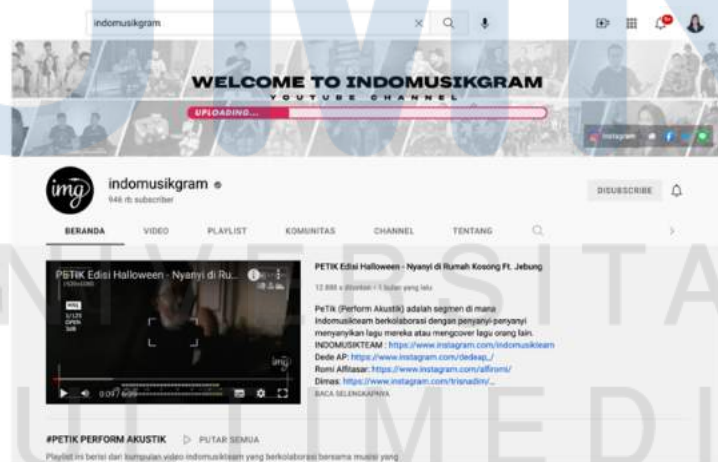 UMN
indomusikgram
WELCOME TO INDOMUSIKGRAM
YOUTUBE CHANNEL
UPLOADING...
Instagram
img
indomusikgram
946 rb subscriber
DISUBSCRIBE
BERANDA VIDEO PLAYLIST KOMUNITAS CHANNEL TENTANG
PETIK Edisi Halloween - Nyanyi di Ru...
PETIK Edisi Halloween - Nyanyi di Rumah Kosong Ft. Jebung
x ditonton • 1 bulan yang lalu
PeTik (Perform Akustik) adalah segmen di mana
indomusikteam berkolaborasi dengan penyanyi-penyanyi
menyanyikan lagu mereka atau mengcover lagu orang lain.
INDOMUSIKTEAM : https://www.instagram.com/indomusikteam
Dede AP: https://www.instagram.com/dedeap_/
Romi Alfitasar: https://www.instagram.com/alfiromi/
Dimas: https://www.instagram.com/trisnadim/...
BACA SELENGKAPNYA
img
0:09 /
NIVERSITA
#PETIK PERFORM AKUSTIK PUTAR SEMUA
Playlist ini berisi dari kumpulan video indomusikteam yang berkolaborasi bersama musisi yang
ULTIMEDI